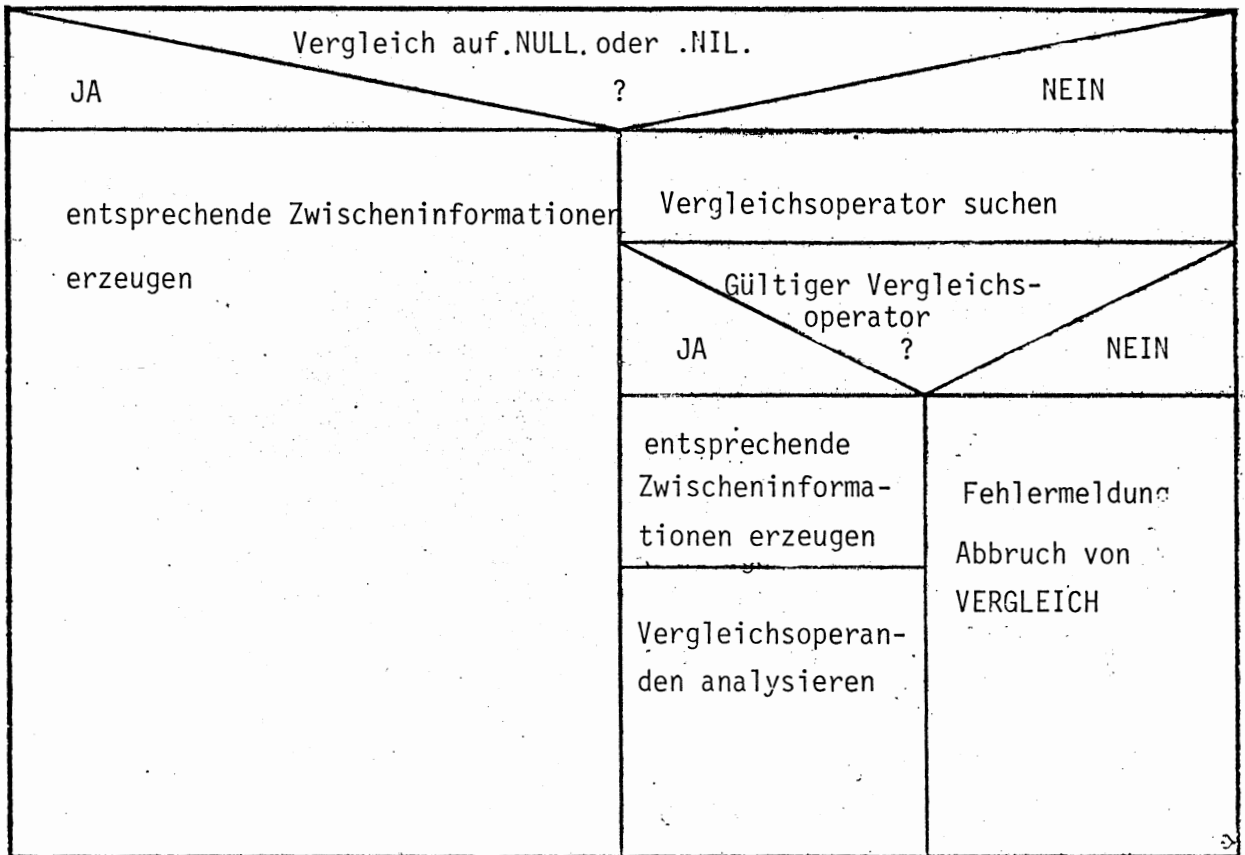 Vergleich auf.NULL.oder .NIL.
JA ? NEIN
entsprechende Zwischeninformationen
erzeugen
Vergleichsoperator suchen
Gültiger Vergleichs-
operator
JA ? NEIN
entsprechende
Zwischeninforma-
tionen erzeugen
Vergleichsoperan-
den analysieren
Fehlermeldung
Abbruch von
VERGLEICH